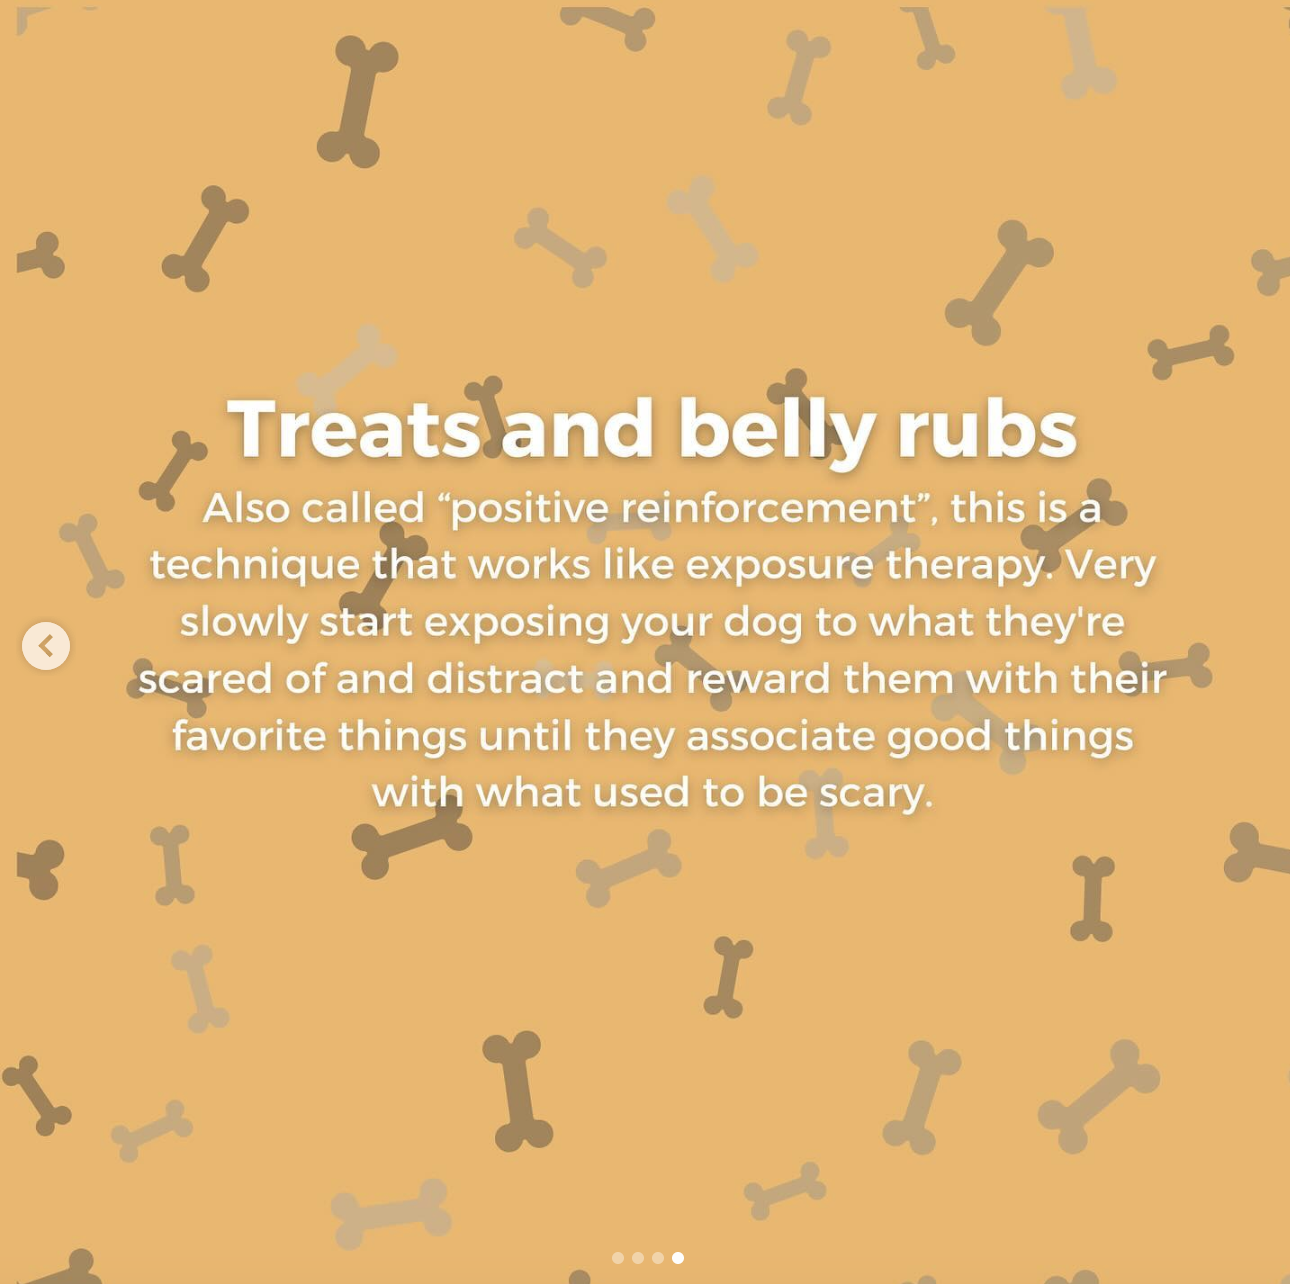 Treats and belly rubs
Also called “positive reinforcement”, this is a
technique that works like exposure therapy. Very
slowly start exposing your dog to what they're
scared of and distract and reward them with their
favorite things until they associate good things
with what used to be scary.